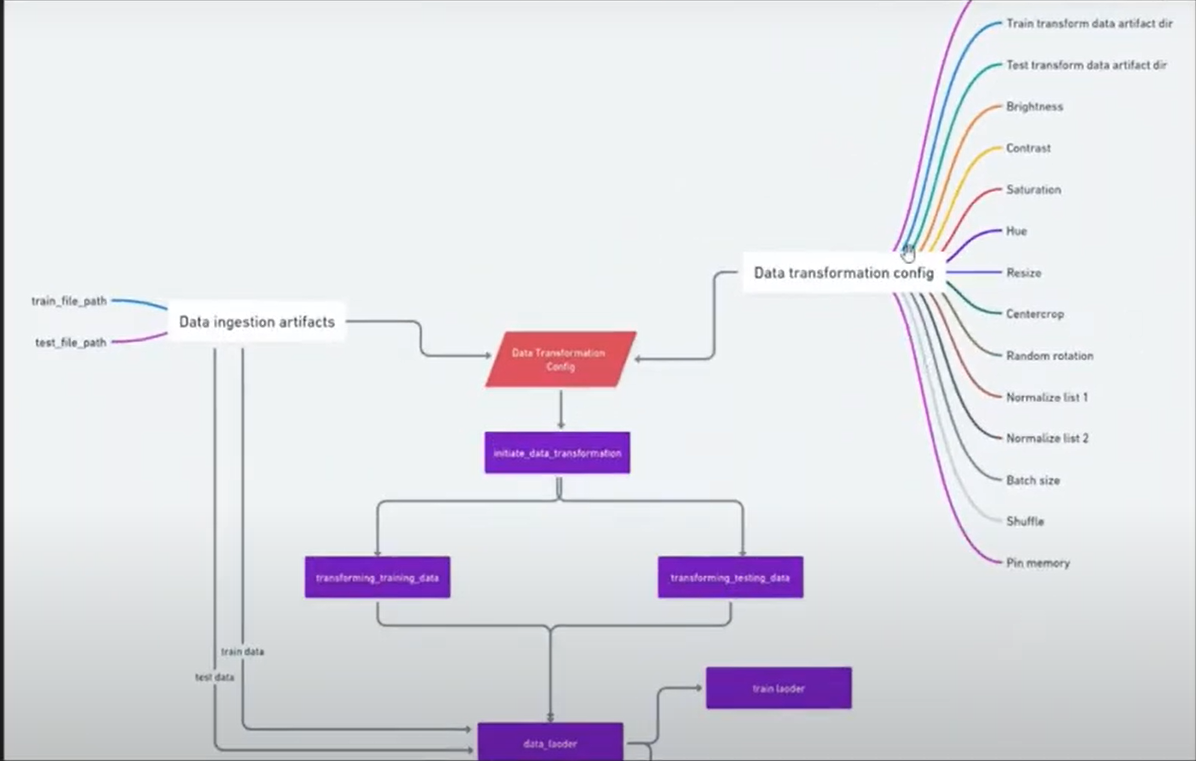 Train transform data artifact dir
Test transform data artifact dir
Brightness
Contrast
Saturation
Hue
Data transformation config
Resize
train_file_path
Data ingestion artifacts
test_file_path
Centercrop
Data Transformation
Config
Random rotation
Normalize list 1
Normalize list 2
initiate_data_transformation
Batch size
Shuffle
Pin memory
transforming_training_data
transforming_testing_data
train data
test data
train laoder
data_laoder